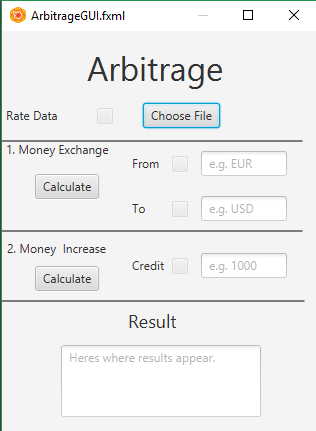 ArbitrageGUI.fxml
Arbitrage
Rate Data
Choose File
1. Money Exchange
From
e.g. EUR
Calculate
To
e.g. USD
2. Money  Increase
Credit
e.g. 1000
Calculate
Result
Heres where results appear.